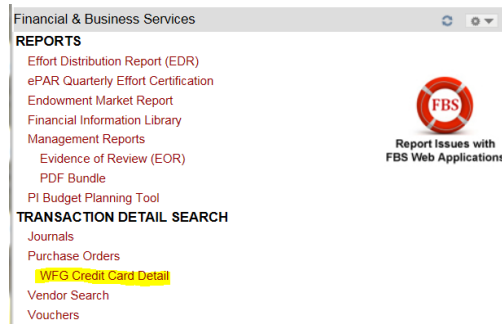 Financial & Business Services
REPORTS
Effort Distribution Report (EDR)
ePAR Quarterly Effort Certification
Endowment Market Report
Financial Information Library
Management Reports
Evidence of Review (EOR)
PDF Bundle
PI Budget Planning Tool
FBS
Report Issues with
FBS Web Applications
TRANSACTION DETAIL SEARCH
Journals
Purchase Orders
WFG Credit Card Detail
Vendor Search
Vouchers